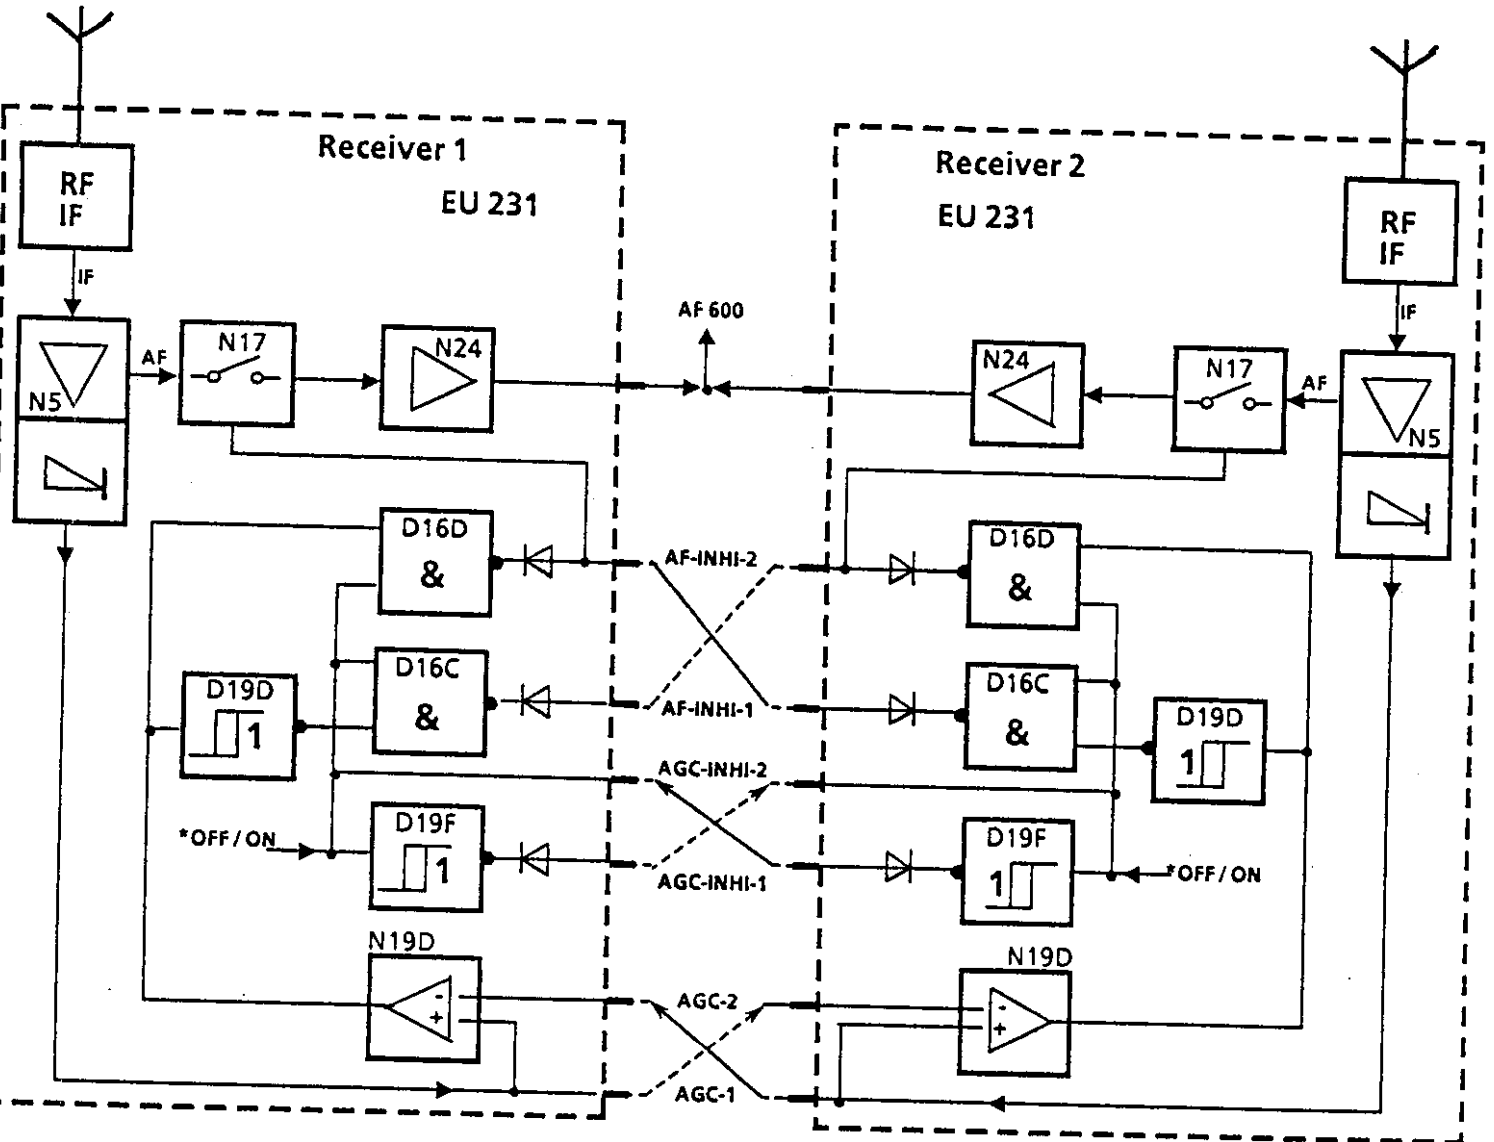 Receiver 1
EU 231
RF
IF
IF
AF
N17
N24
N5
D16D
&
D16C
&
D19D
1
*OFF/ON
D19F
1
N19D
-
+
AF 600
AF-INHI-2
AF-INHI-1
AGC-INHI-2
AGC-INHI-1
AGC-2
AGC-1
Receiver 2
EU 231
RF
IF
IF
N24
N17
AF
N5
D16D
&
D16C
&
D19D
1
D19F
1
*OFF/ON
N19D
-
+